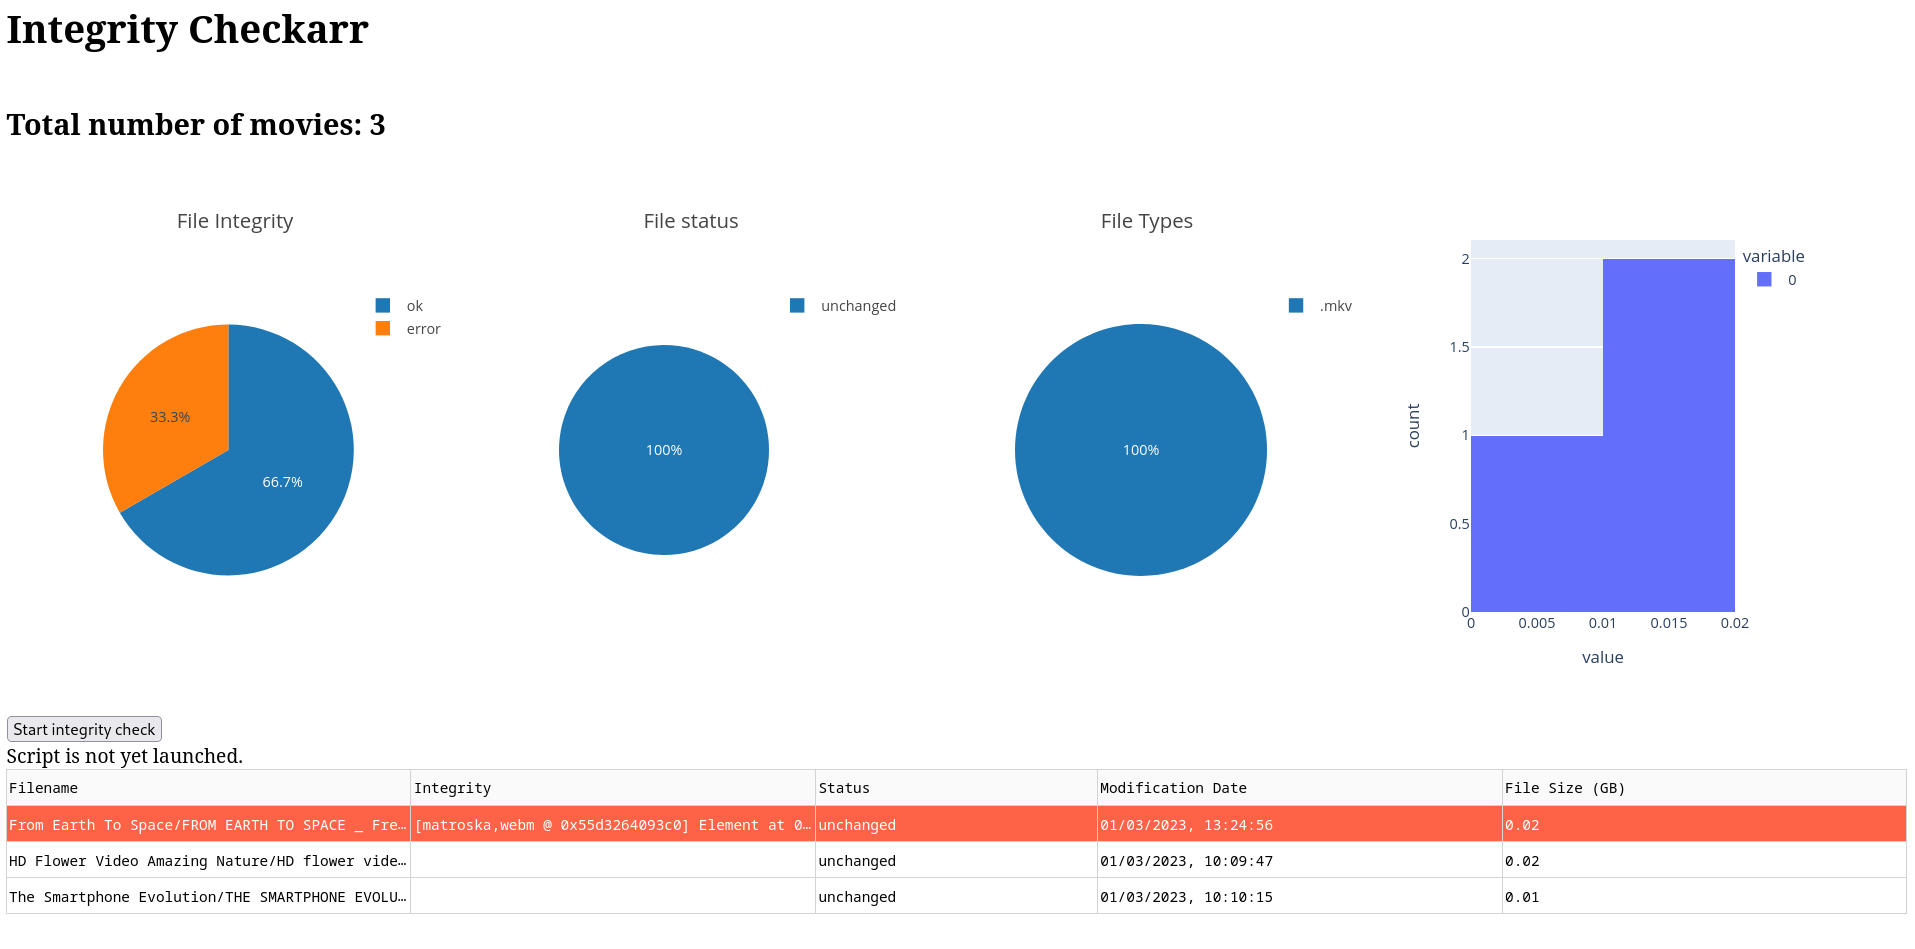 Integrity Checkarr
Total number of movies: 3
File Integrity
ok
error
33.3%
66.7%
File status
unchanged
100%
File Types
.mkv
100%
variable
0
2
1.5
1
0.5
0
count
0 0.005 0.01 0.015 0.02
value
Start integrity check
Script is not yet launched.
Filename Integrity Status Modification Date File Size (GB)
From Earth To Space/FROM EARTH TO SPACE _ Fre… [matroska,webm @ 0x55d3264093c0] Element at 0… unchanged 01/03/2023, 13:24:56 0.02
HD Flower Video Amazing Nature/HD flower vide… unchanged 01/03/2023, 10:09:47 0.02
The Smartphone Evolution/THE SMARTPHONE EVOLU… unchanged 01/03/2023, 10:10:15 0.01